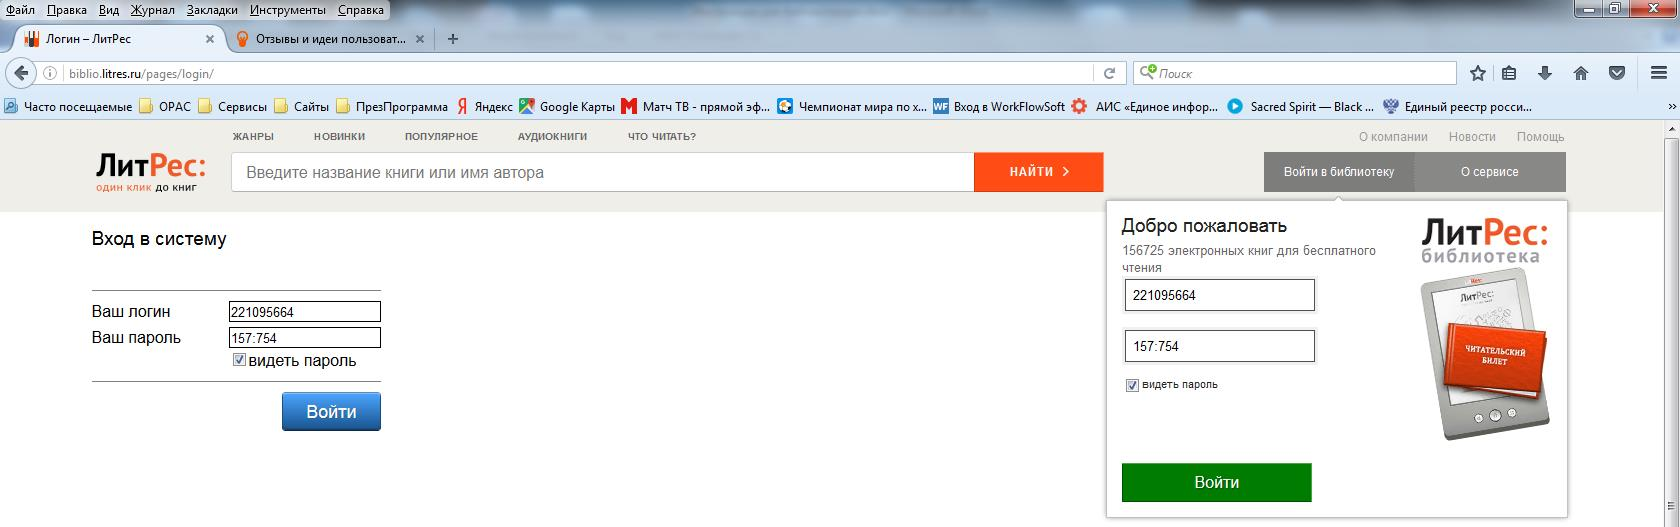 Файл Правка Вид Журнал Закладки Инструменты Справка
Логин – ЛитРес
Отзывы и идеи пользоват...
biblio.litres.ru/pages/login/
Поиск
Часто посещаемые OPAC Сервисы Сайты ПрезПрограмма Яндекс Google Карты Матч ТВ - прямой эф... Чемпионат мира по х... Вход в WorkFlowSoft АИС «Единое инфор... Sacred Spirit — Black ... Единый реестр росси...
ЖАНРЫ НОВИНКИ ПОПУЛЯРНОЕ АУДИОКНИГИ ЧТО ЧИТАТЬ?
О компании Новости Помощь
ЛитРес:
один клик до книг
Введите название книги или имя автора
НАЙТИ
Войти в библиотеку
О сервисе
Вход в систему
Ваш логин 221095664
Ваш пароль 157:754
видеть пароль
Войти
Добро пожаловать
156725 электронных книг для бесплатного
чтения
221095664
157:754
видеть пароль
Войти
ЛитРес:
библиотека
ЛитРес:
ЧИТАТЕЛЬСКИЙ
БИЛЕТ